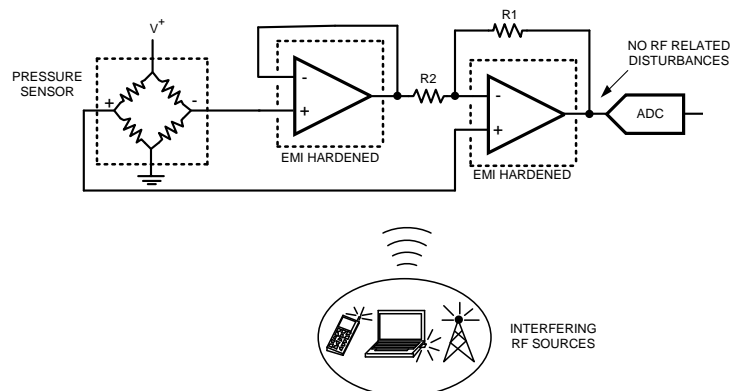 V+
PRESSURE
SENSOR
+
-
-
+
EMI HARDENED
R2
R1
-
+
EMI HARDENED
NO RF RELATED
DISTURBANCES
ADC
INTERFERING
RF SOURCES